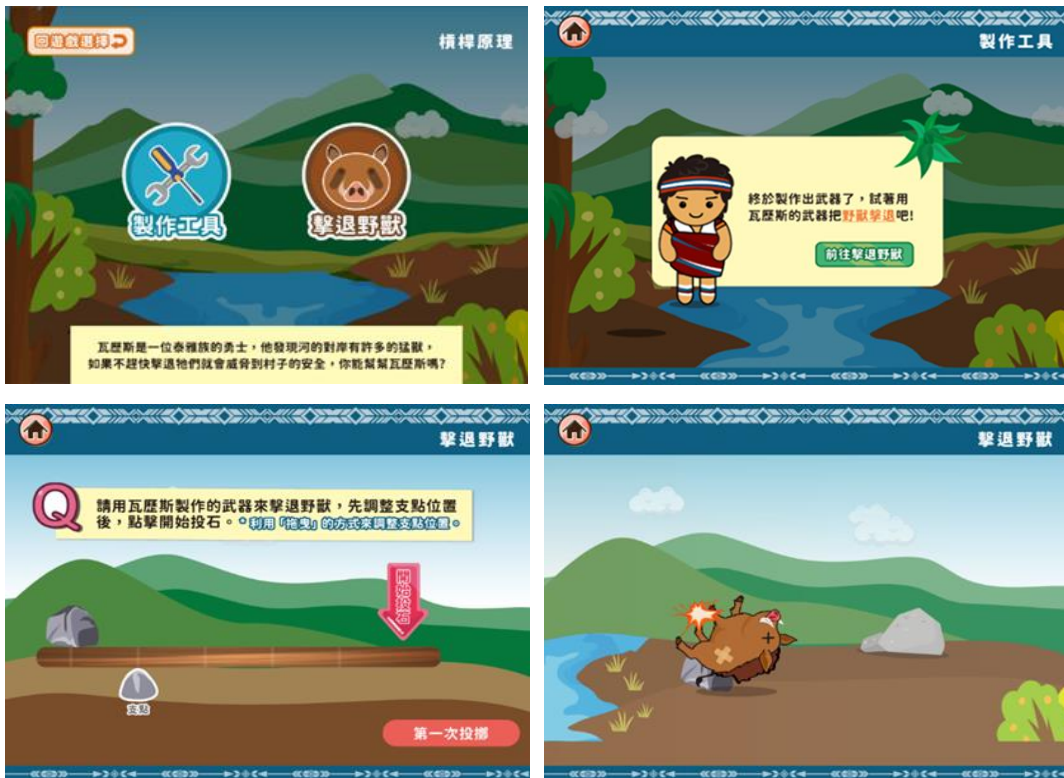 回遊戲選擇
槓桿原理
製作工具
擊退野獸
瓦歷斯是一位泰雅族的勇士，他發現河的對岸有許多的猛獸，
如果不趕快擊退牠們就會威脅到村子的安全，你能幫幫瓦歷斯嗎?
製作工具
終於製作出武器了，試著用
瓦歷斯的武器把野獸擊退吧!
前往擊退野獸
擊退野獸
Q
請用瓦歷斯製作的武器來擊退野獸，先調整支點位置
後，點擊開始投石。*利用「拖曳」的方式來調整支點位置。
開始投石
支點
第一次投擲
擊退野獸